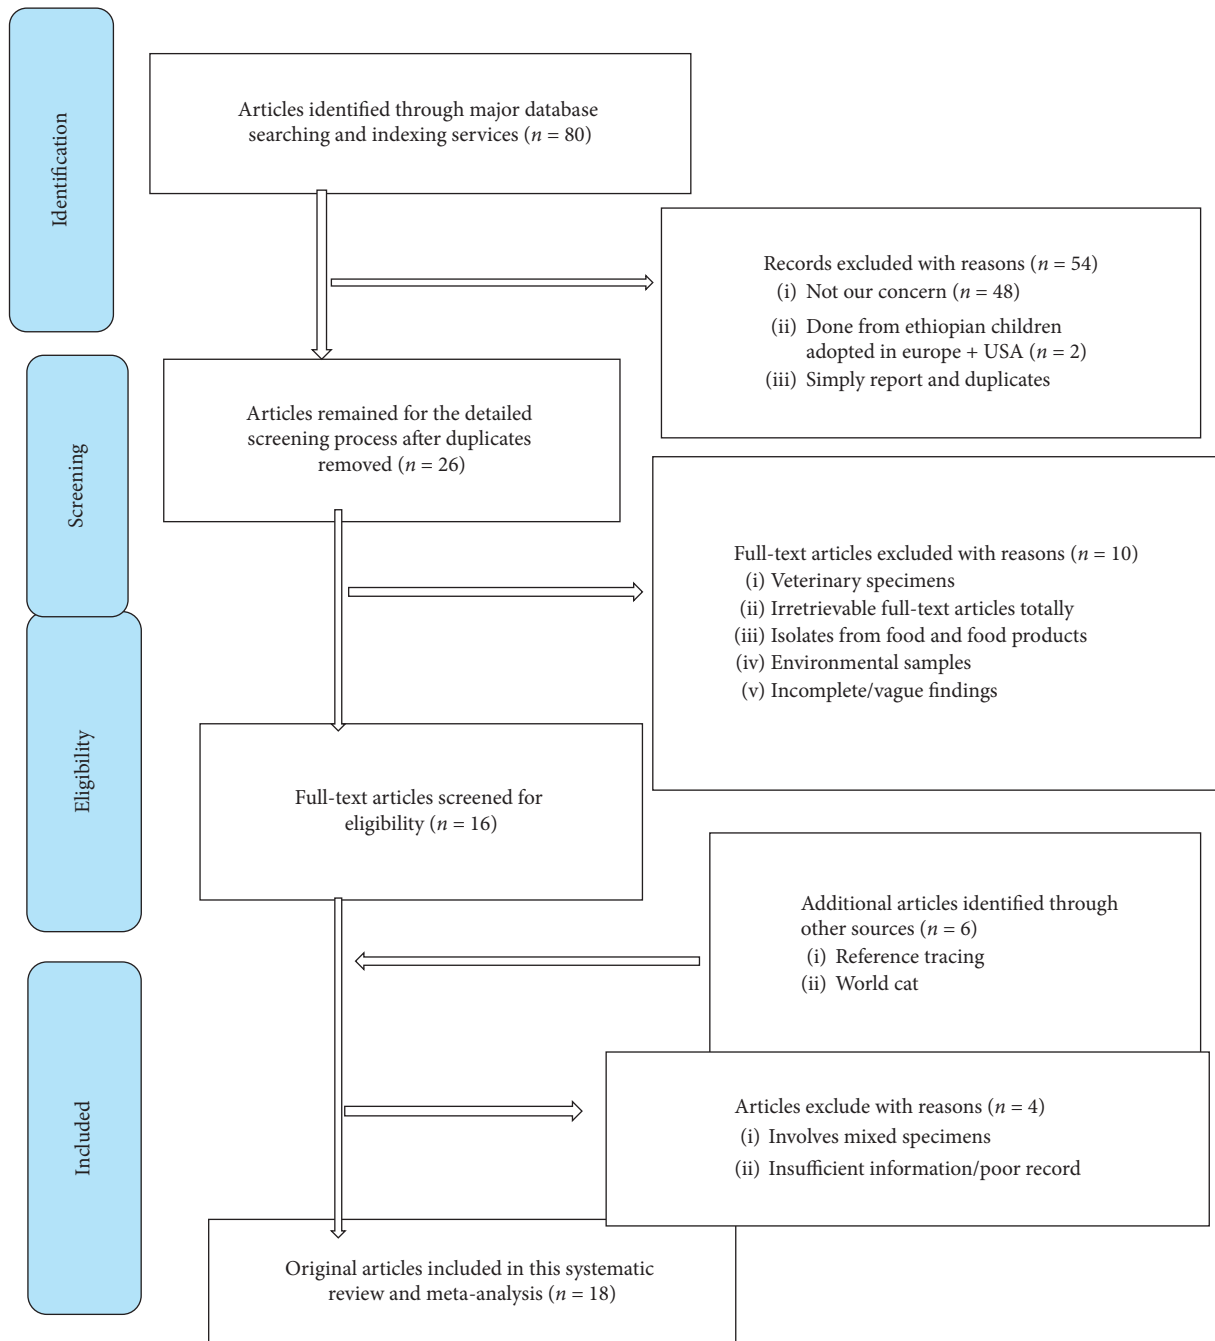 Identification
Articles identified through major database
searching and indexing services (n = 80)
Records excluded with reasons (n = 54)
(i) Not our concern (n = 48)
(ii) Done from ethiopian children
adopted in europe + USA (n = 2)
(iii) Simply report and duplicates
Screening
Articles remained for the detailed
screening process after duplicates
removed (n = 26)
Full-text articles excluded with reasons (n = 10)
(i) Veterinary specimens
(ii) Irretrievable full-text articles totally
(iii) Isolates from food and food products
(iv) Environmental samples
(v) Incomplete/vague findings
Eligibility
Full-text articles screened for
eligibility (n = 16)
Additional articles identified through
other sources (n = 6)
(i) Reference tracing
(ii) World cat
Included
Articles exclude with reasons (n = 4)
(i) Involves mixed specimens
(ii) Insufficient information/poor record
Original articles included in this systematic
review and meta-analysis (n = 18)